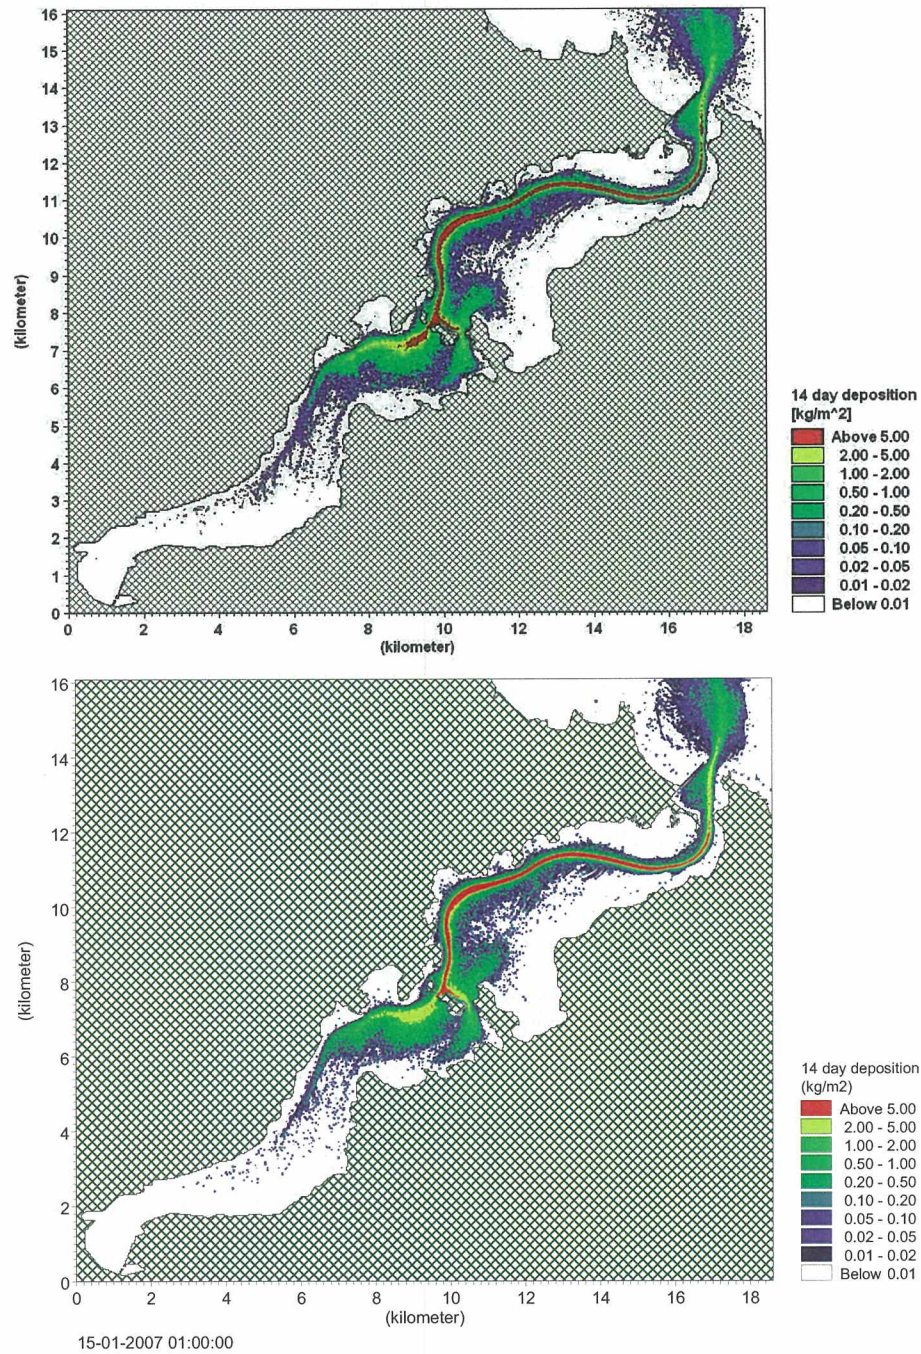 16
15
14
13
12
11
10
9
8
7
6
5
4
3
2
1
0
(kilometer)
0 2 4 6 8 10 12 14 16 18
(kilometer)
14 day deposition
[kg/m^2]
Above 5.00
2.00 - 5.00
1.00 - 2.00
0.50 - 1.00
0.20 - 0.50
0.10 - 0.20
0.05 - 0.10
0.02 - 0.05
0.01 - 0.02
Below 0.01
16
14
12
10
8
6
4
2
0
(kilometer)
0 2 4 6 8 10 12 14 16 18
(kilometer)
14 day deposition
(kg/m2)
Above 5.00
2.00 - 5.00
1.00 - 2.00
0.50 - 1.00
0.20 - 0.50
0.10 - 0.20
0.05 - 0.10
0.02 - 0.05
0.01 - 0.02
Below 0.01
15-01-2007 01:00:00